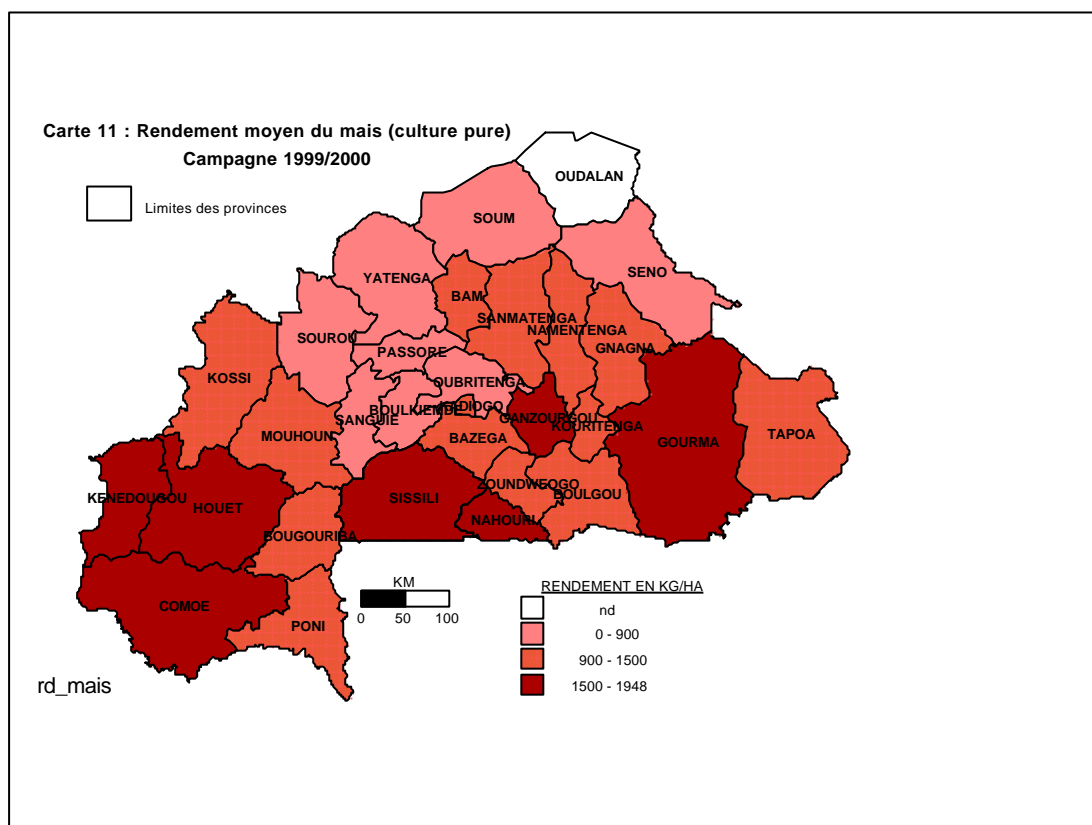 Carte 11 : Rendement moyen du mais (culture pure)
Campagne 1999/2000
Limites des provinces
OUDALAN
SOUM
SENO
YATENGA
BAM
SANMATENGA
NAMENTENGA
GNAGNA
SOUROU
PASSORE
OUBRITENGA
KOSSI
BOULKIEMDE
KADIOGO
SANGUIE
GANZOURGOU
KOURITENGA
MOUHOUN
BAZEGA
GOURMA
TAPOA
KENEDOUGOU
HOUET
SISSILI
ZOUNDWEOGO
BOULGOU
NAHOURI
BOUGOURIBA
COMOE
PONI
KM
0 50 100
RENDEMENT EN KG/HA
nd
0 - 900
900 - 1500
1500 - 1948
rd_mais